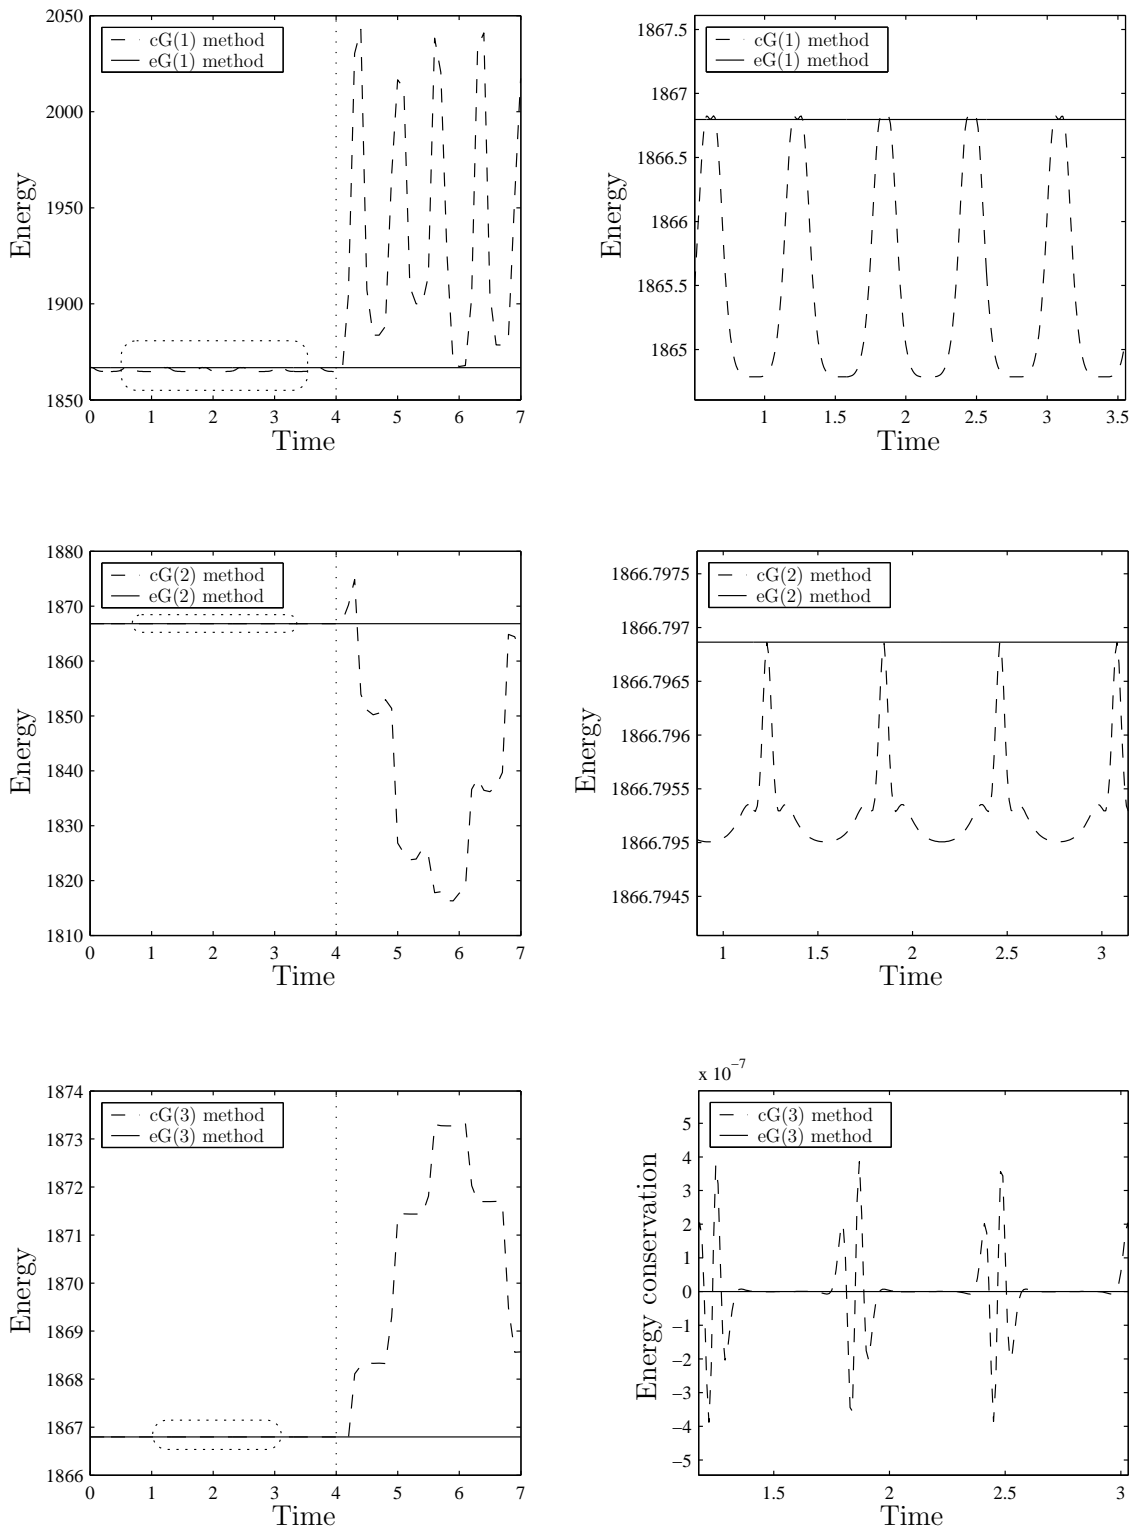 cG(1) method
eG(1) method
2050
2000
1950
1900
1850
Energy
0 1 2 3 4 5 6 7
Time
cG(1) method
eG(1) method
1867.5
1867
1866.5
1866
1865.5
1865
Energy
1 1.5 2 2.5 3 3.5
Time
cG(2) method
eG(2) method
1880
1870
1860
1850
1840
1830
1820
1810
Energy
0 1 2 3 4 5 6 7
Time
cG(2) method
eG(2) method
1866.7975
1866.797
1866.7965
1866.796
1866.7955
1866.795
1866.7945
Energy
1 1.5 2 2.5 3
Time
cG(3) method
eG(3) method
1874
1873
1872
1871
1870
1869
1868
1867
1866
Energy
0 1 2 3 4 5 6 7
Time
x 10−7
cG(3) method
eG(3) method
5
4
3
2
1
0
−1
−2
−3
−4
−5
Energy conservation
1.5 2 2.5 3
Time